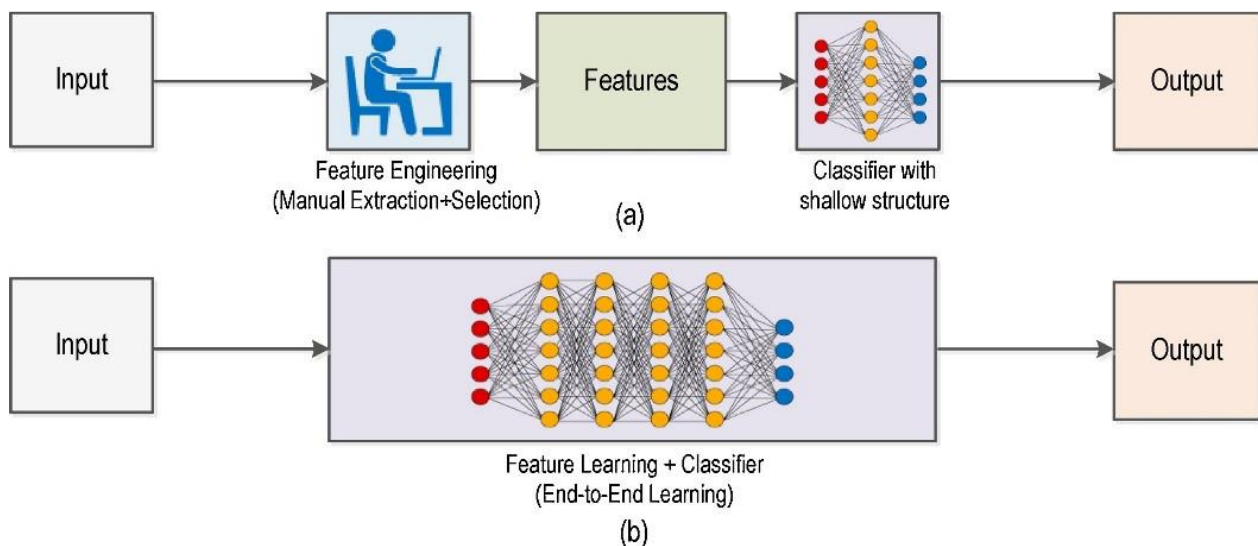 Input
Features
Output
Feature Engineering
(Manual Extraction+Selection)
Classifier with
shallow structure
(a)
Input
Output
Feature Learning + Classifier
(End-to-End Learning)
(b)